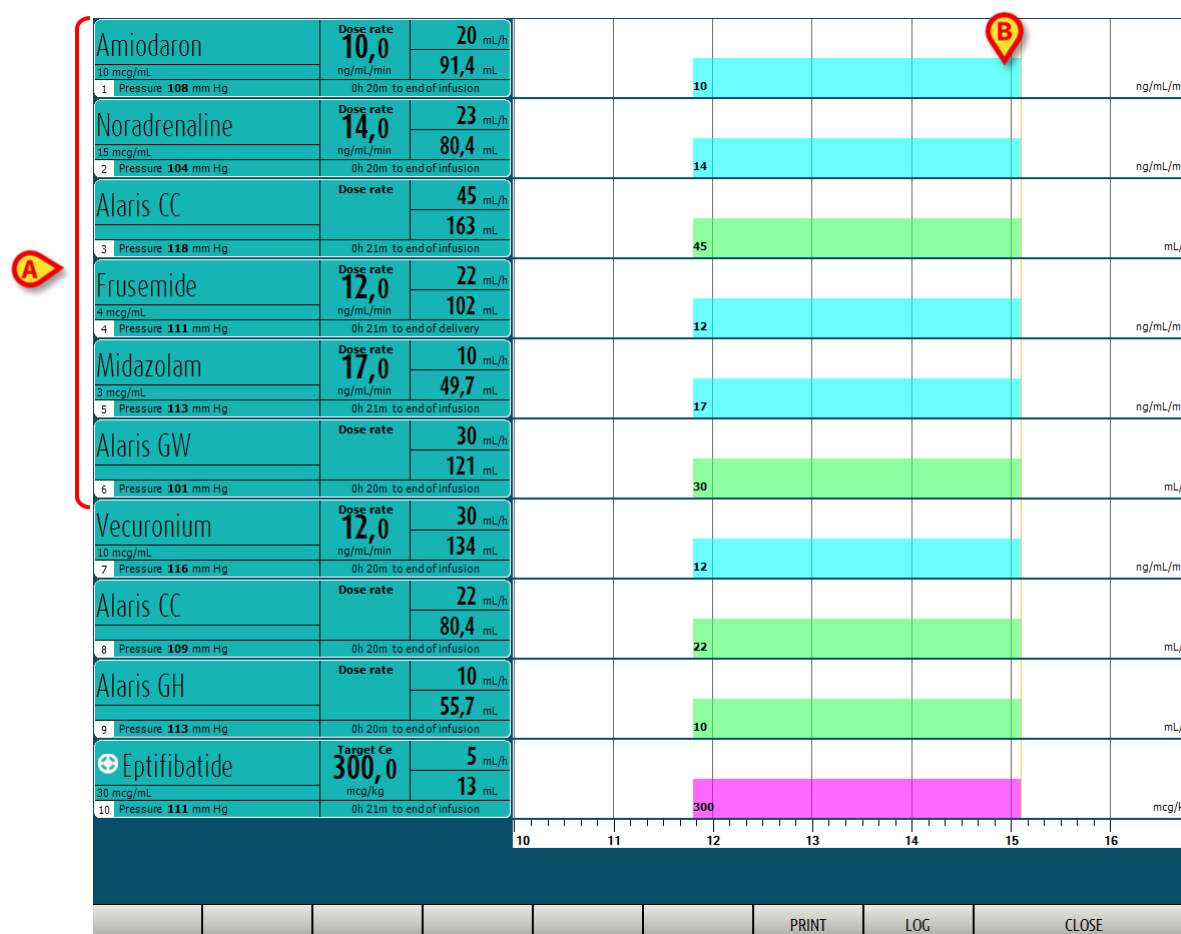 Amiodaron Dose rate 10,0 ng/mL/min 20 mL/h
10 mcg/mL 91,4 mL
1 Pressure 108 mm Hg 0h 20m to end of infusion 10 ng/mL/m
B
Noradrenaline Dose rate 14,0 ng/mL/min 23 mL/h
15 mcg/mL 80,4 mL
2 Pressure 104 mm Hg 0h 20m to end of infusion 14 ng/mL/m
Alaris CC Dose rate 45 mL/h
163 mL
3 Pressure 118 mm Hg 0h 21m to end of infusion 45 mL/
A
Frusemide Dose rate 12,0 ng/mL/min 22 mL/h
4 mcg/mL 102 mL
4 Pressure 111 mm Hg 0h 21m to end of delivery 12 ng/mL/m
Midazolam Dose rate 17,0 ng/mL/min 10 mL/h
3 mcg/mL 49,7 mL
5 Pressure 113 mm Hg 0h 21m to end of infusion 17 ng/mL/m
Alaris GW Dose rate 30 mL/h
121 mL
6 Pressure 101 mm Hg 0h 20m to end of infusion 30 mL/
Vecuronium Dose rate 12,0 ng/mL/min 30 mL/h
10 mcg/mL 134 mL
7 Pressure 116 mm Hg 0h 20m to end of infusion 12 ng/mL/m
Alaris CC Dose rate 22 mL/h
80,4 mL
8 Pressure 109 mm Hg 0h 20m to end of infusion 22 mL/
Alaris GH Dose rate 10 mL/h
55,7 mL
9 Pressure 113 mm Hg 0h 20m to end of infusion 10 mL/
Eptifibatide Target Ce 300,0 mcg/kg 5 mL/h
30 mcg/mL 13 mL
10 Pressure 111 mm Hg 0h 21m to end of infusion 300 mcg/k
10 11 12 13 14 15 16
PRINT LOG CLOSE